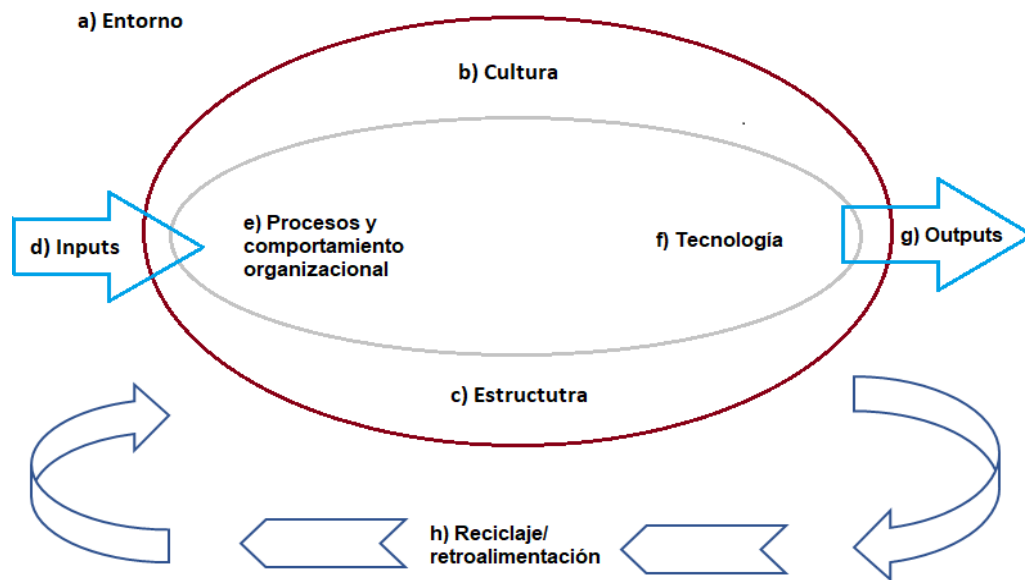 a) Entorno
b) Cultura
d) Inputs
e) Procesos y
comportamiento
organizacional
f) Tecnología
g) Outputs
c) Estructutra
h) Reciclaje/
retroalimentación